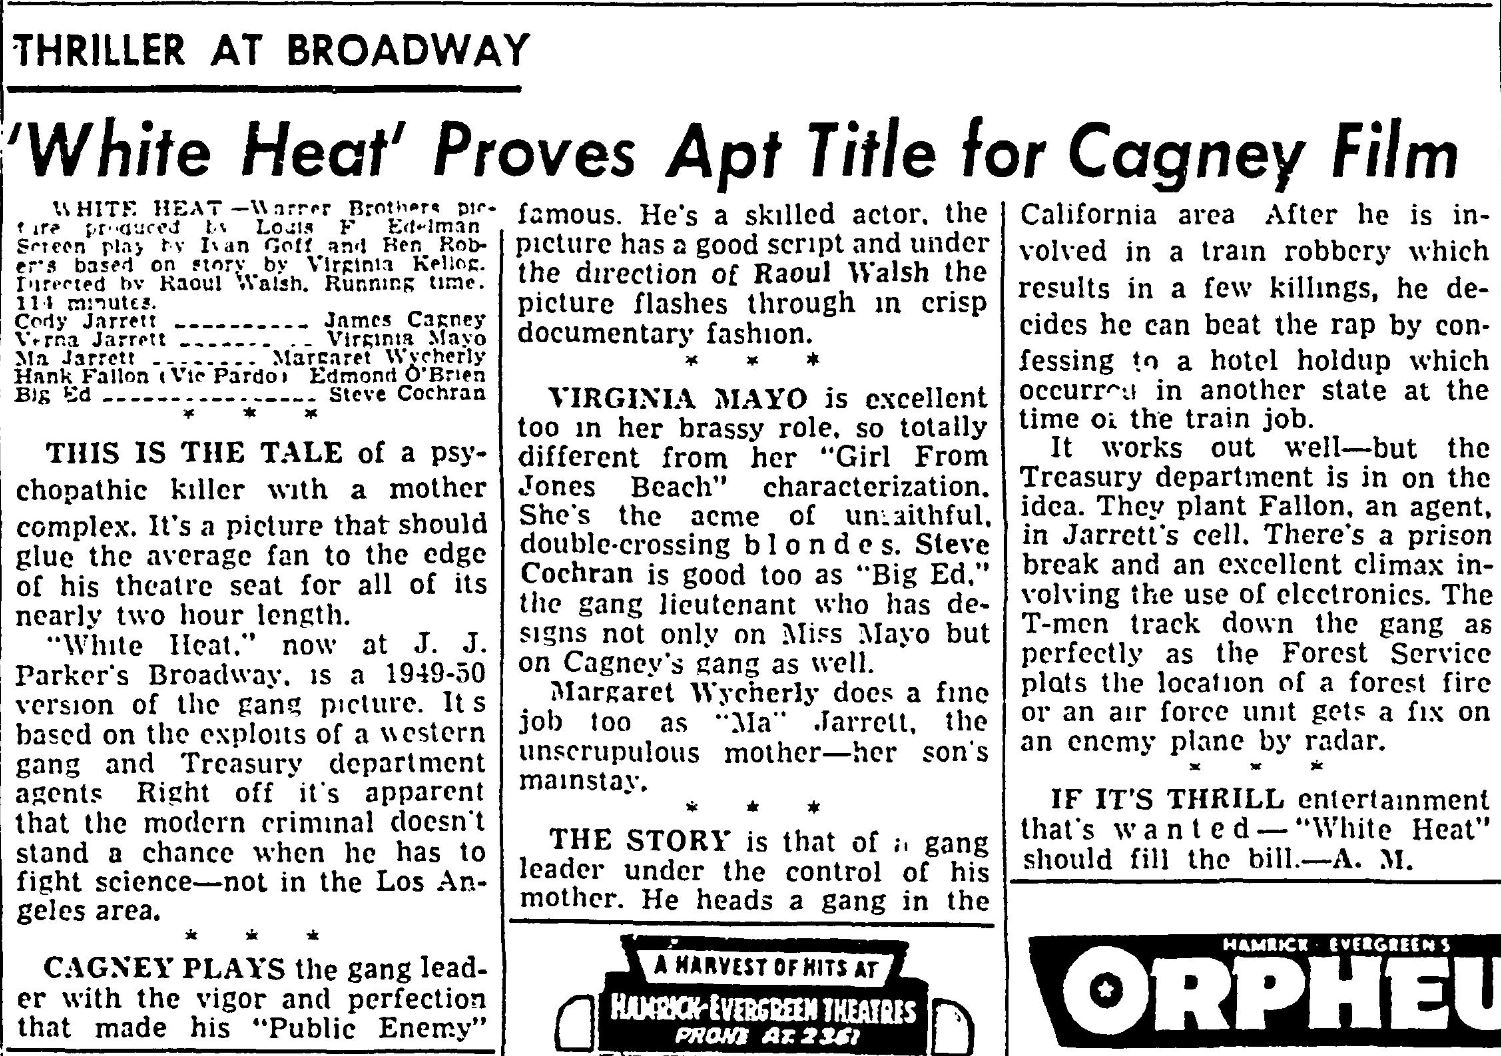 THRILLER AT BROADWAY
'White Heat' Proves Apt Title for Cagney Film
WHITE HEAT—Warner Brothers pic-
ture produced by Louis F Edelman
Screen play by Ivan Goff and Ben Rob-
erts based on story by Virginia Kellog.
Directed by Raoul Walsh. Running time.
114 minutes.
Cody Jarrett ---------- James Cagney
Verna Jarrett ------- -- Virginia Mayo
Ma Jarrett -------- Margaret Wycherly
Hank Fallon (Vic Pardo) Edmond O'Brien
Big Ed ---------------- Steve Cochran
* * *
THIS IS THE TALE of a psy-
chopathic killer with a mother
complex. It's a picture that should
glue the average fan to the edge
of his theatre seat for all of its
nearly two hour length.
"White Heat," now at J. J.
Parker's Broadway, is a 1949-50
version of the gang picture. Its
based on the exploits of a western
gang and Treasury department
agents Right off it's apparent
that the modern criminal doesn't
stand a chance when he has to
fight science—not in the Los An-
geles area.
* * *
CAGNEY PLAYS the gang lead-
er with the vigor and perfection
that made his "Public Enemy"
famous. He's a skilled actor, the
picture has a good script and under
the direction of Raoul Walsh the
picture flashes through in crisp
documentary fashion.
* * *
VIRGINIA MAYO is excellent
too in her brassy role, so totally
different from her "Girl From
Jones Beach" characterization.
She's the acme of unfaithful,
double-crossing blondes. Steve
Cochran is good too as "Big Ed,"
the gang lieutenant who has de-
signs not only on Miss Mayo but
on Cagney's gang as well.
Margaret Wycherly does a fine
job too as "Ma" Jarrett, the
unscrupulous mother—her son's
mainstay.
* * *
THE STORY is that of a gang
leader under the control of his
mother. He heads a gang in the
California area After he is in-
volved in a train robbery which
results in a few killings, he de-
cides he can beat the rap by con-
fessing to a hotel holdup which
occurred in another state at the
time of the train job.
It works out well—but the
Treasury department is in on the
idea. They plant Fallon, an agent,
in Jarrett's cell. There's a prison
break and an excellent climax in-
volving the use of electronics. The
T-men track down the gang as
perfectly as the Forest Service
plots the location of a forest fire
or an air force unit gets a fix on
an enemy plane by radar.
* * *
IF IT'S THRILL entertainment
that's wanted—"White Heat"
should fill the bill.—A. M.
A HARVEST OF HITS AT
HAMRICK-EVERGREEN THEATRES
PHONE AT. 2361
HAMRICK · EVERGREEN'S
ORPHEU